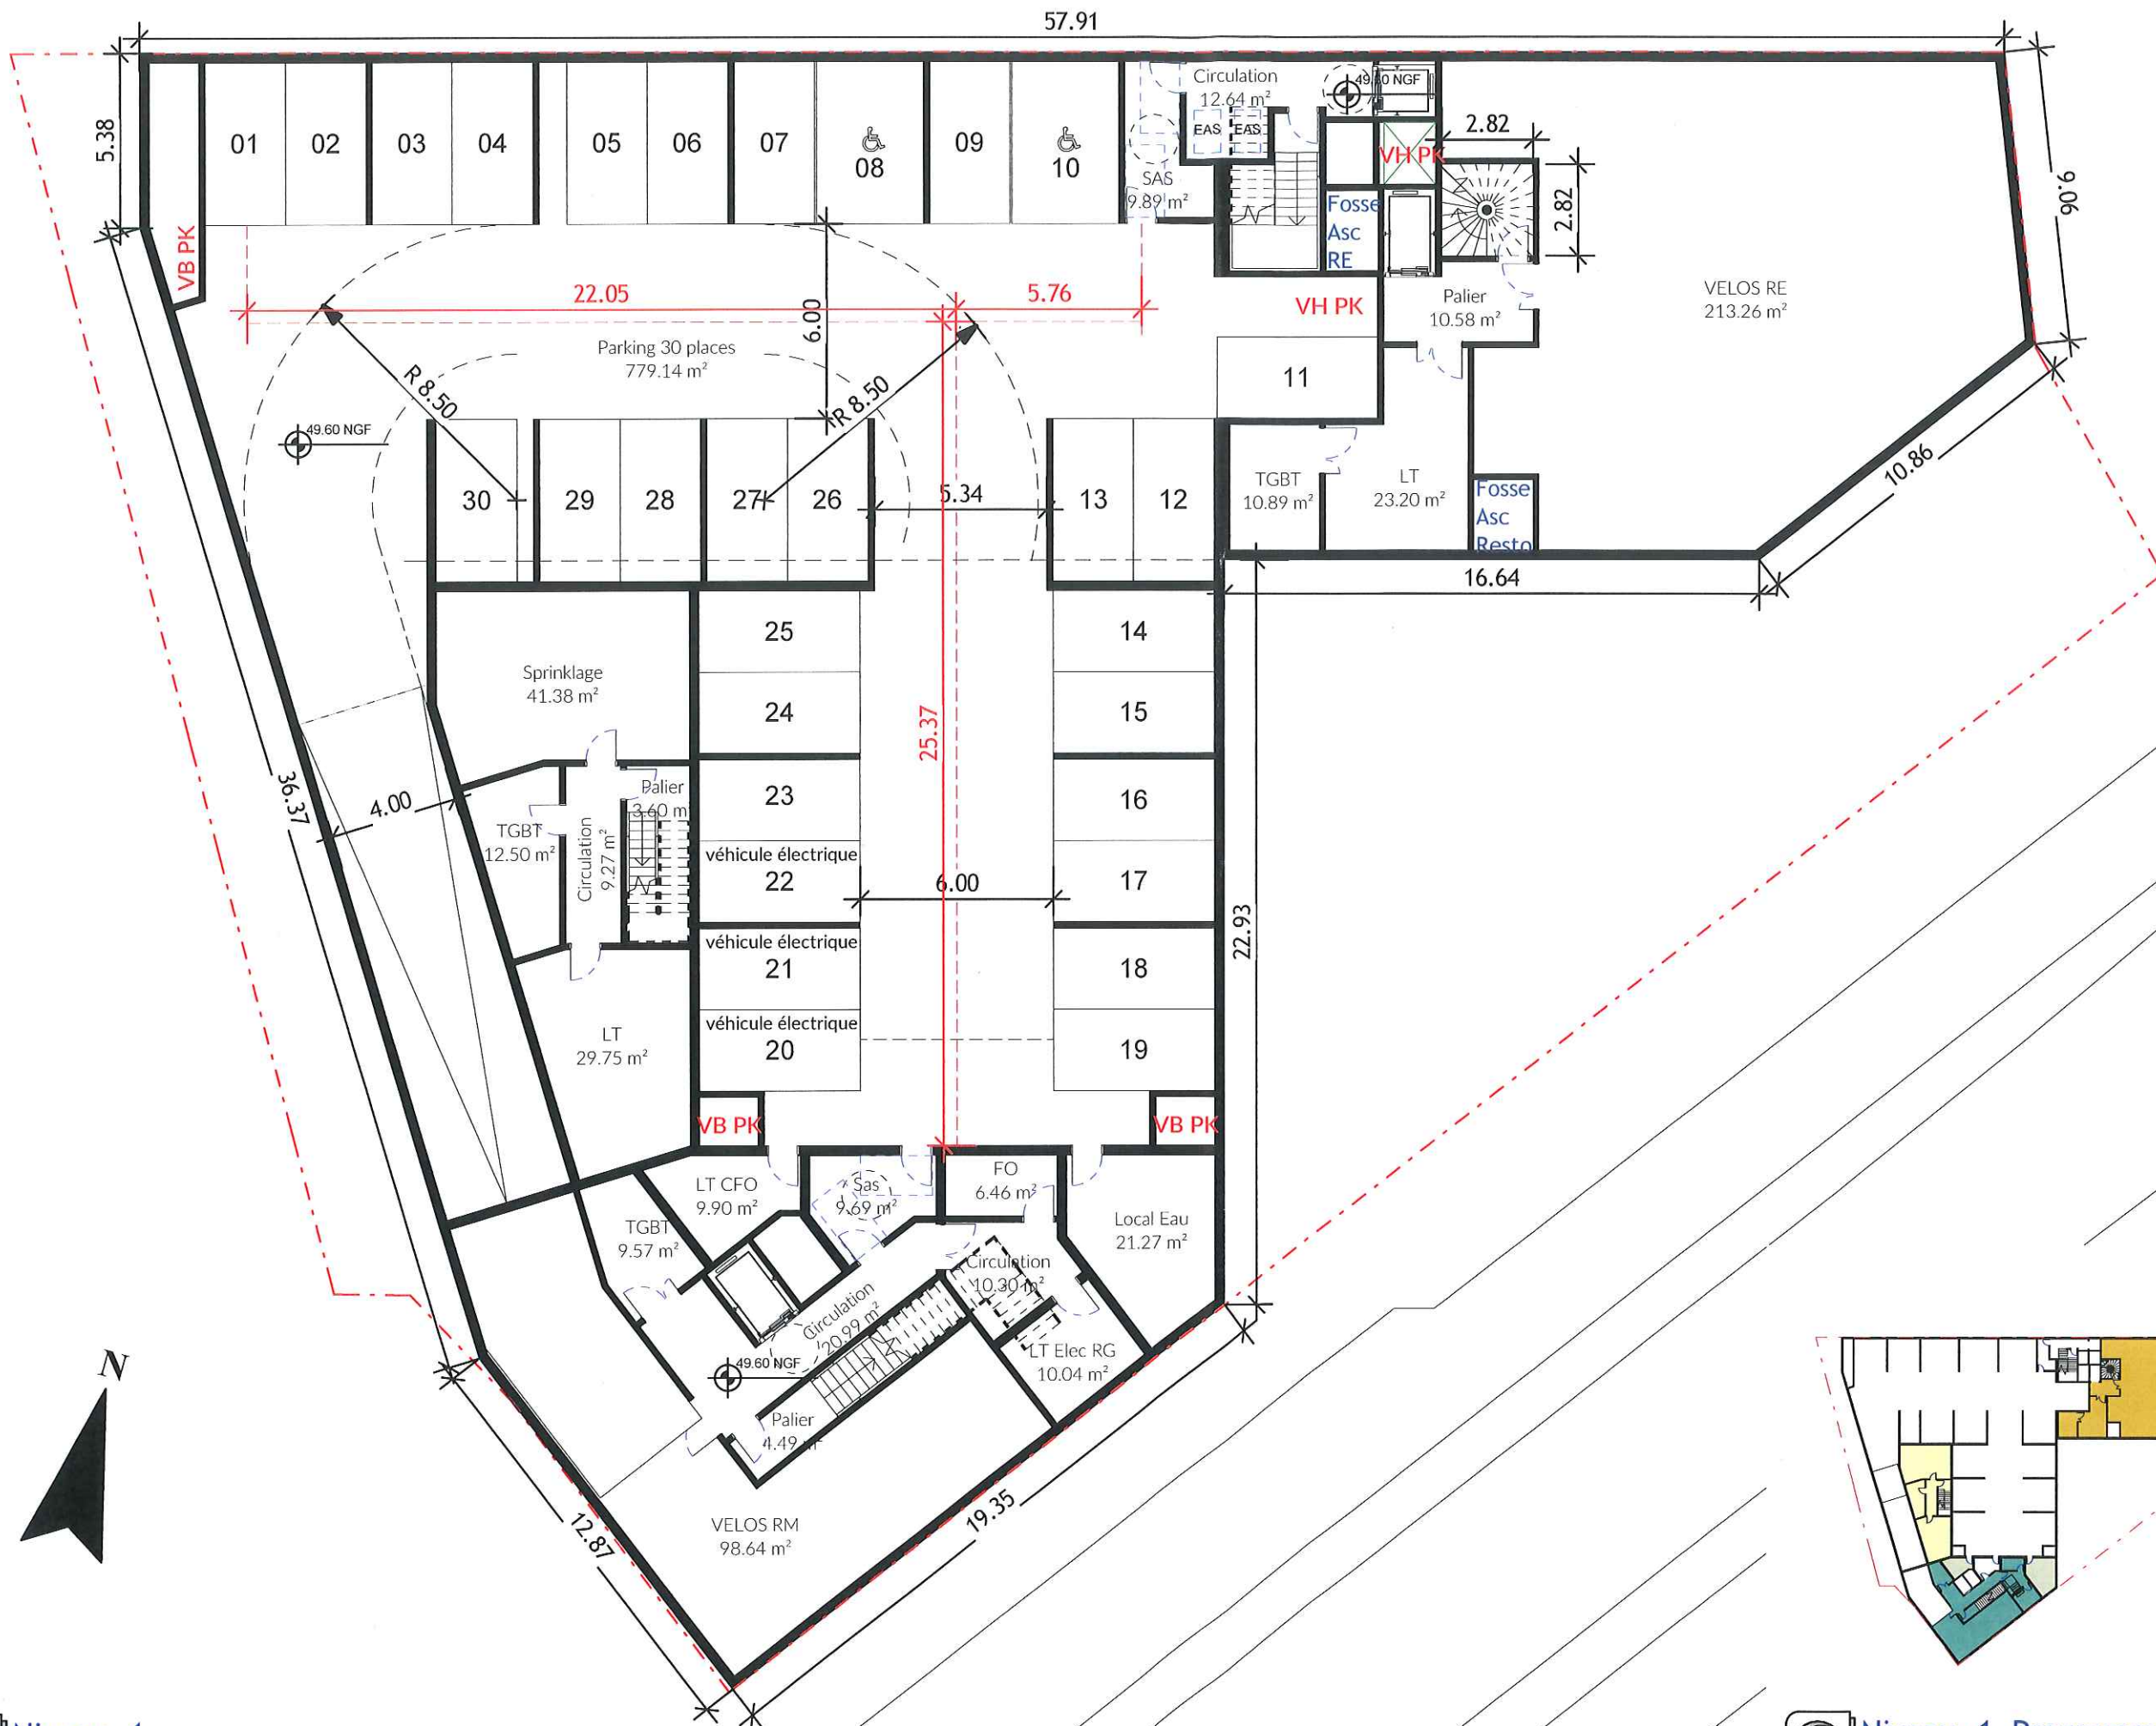 57.91
5.38
01
02
03
04
05
06
07
08
09
10
Circulation
12.64 m²
EAS
EAS
SAS
9.89 m²
VH PK
2.82
2.82
9.06
Fosse
Asc
RE
VB PK
22.05
5.76
6.00
VH PK
Palier
10.58 m²
VELOS RE
213.26 m²
Parking 30 places
779.14 m²
R 8.50
R 8.50
11
49.60 NGF
30
29
28
27
26
5.34
13
12
TGBT
10.89 m²
LT
23.20 m²
Fosse
Asc
Resto
10.86
16.64
25
14
Sprinklage
41.38 m²
24
15
25.37
36.37
4.00
Palier
3.60 m
23
16
TGBT
12.50 m²
Circulation
9.27 m²
véhicule électrique
22
6.00
17
22.93
véhicule électrique
21
18
LT
29.75 m²
véhicule électrique
20
19
VB PK
VB PK
LT CFO
9.90 m²
Sas
9.69 m²
FO
6.46 m²
Local Eau
21.27 m²
TGBT
9.57 m²
Circulation
10.30 m²
Circulation
20.99 m²
LT Elec RG
10.04 m²
49.60 NGF
Palier
4.49
N
VELOS RM
98.64 m²
12.87
19.35